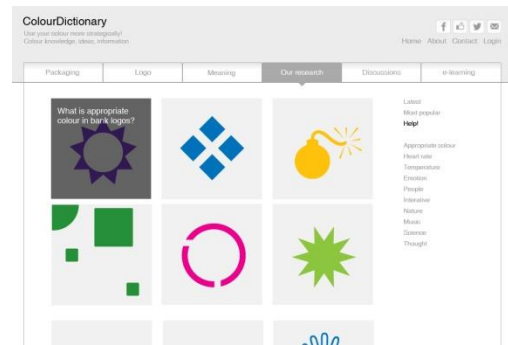 ColourDictionary
Use your colour more strategically!
Colour knowledge, ideas, information
Home About Contact Login
Packaging Logo Meaning Our research Discussions e-learning
What is appropriate
colour in bank logos?
Latest
Most popular
Help!
Appropriate colour
Heart rate
Temperature
Emotion
People
Interative
Nature
Music
Science
Thought